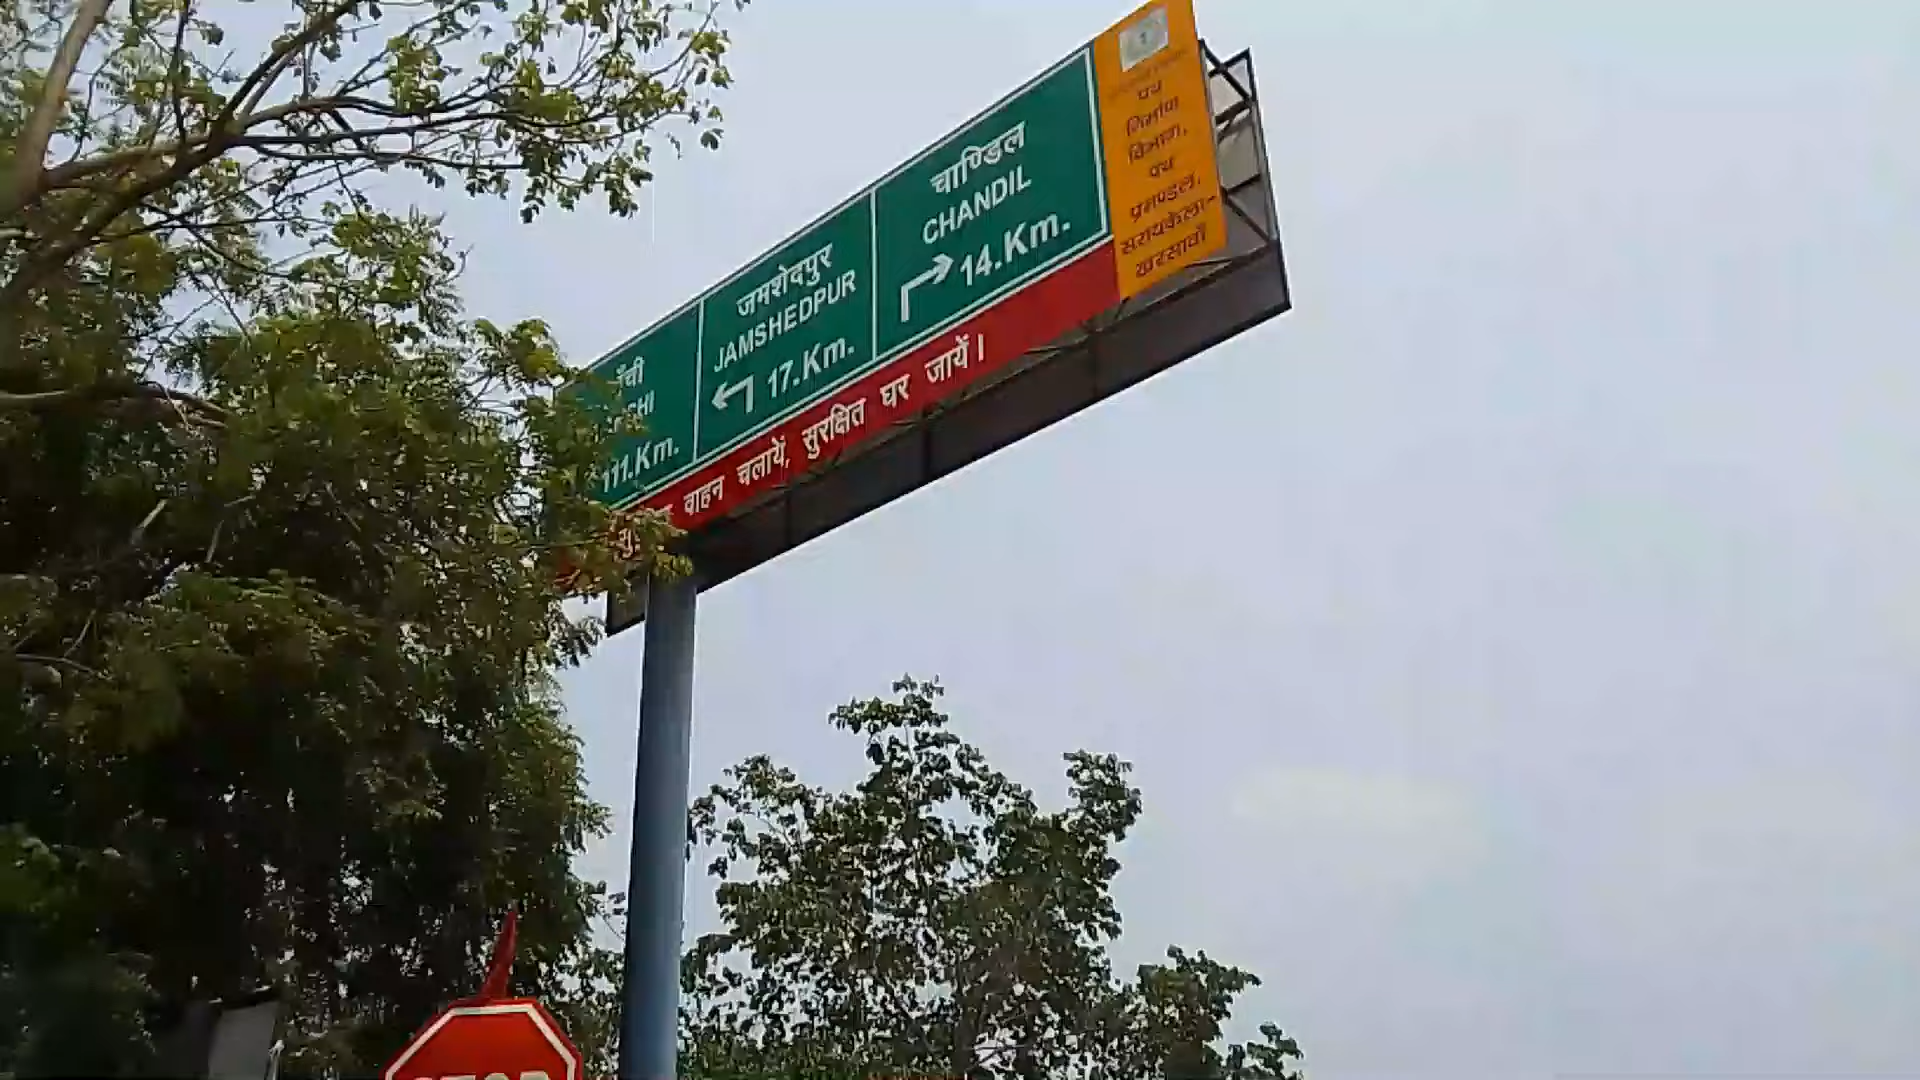 111.Km.
जमशेदपुर
JAMSHEDPUR
17.Km.
चाण्डिल
CHANDIL
14.Km.
वाहन चलायें, सुरक्षित घर जायें।
पथ
निर्माण
विभाग,
पथ
प्रमण्डल,
सरायकेला-
खरसावाँ
STOP